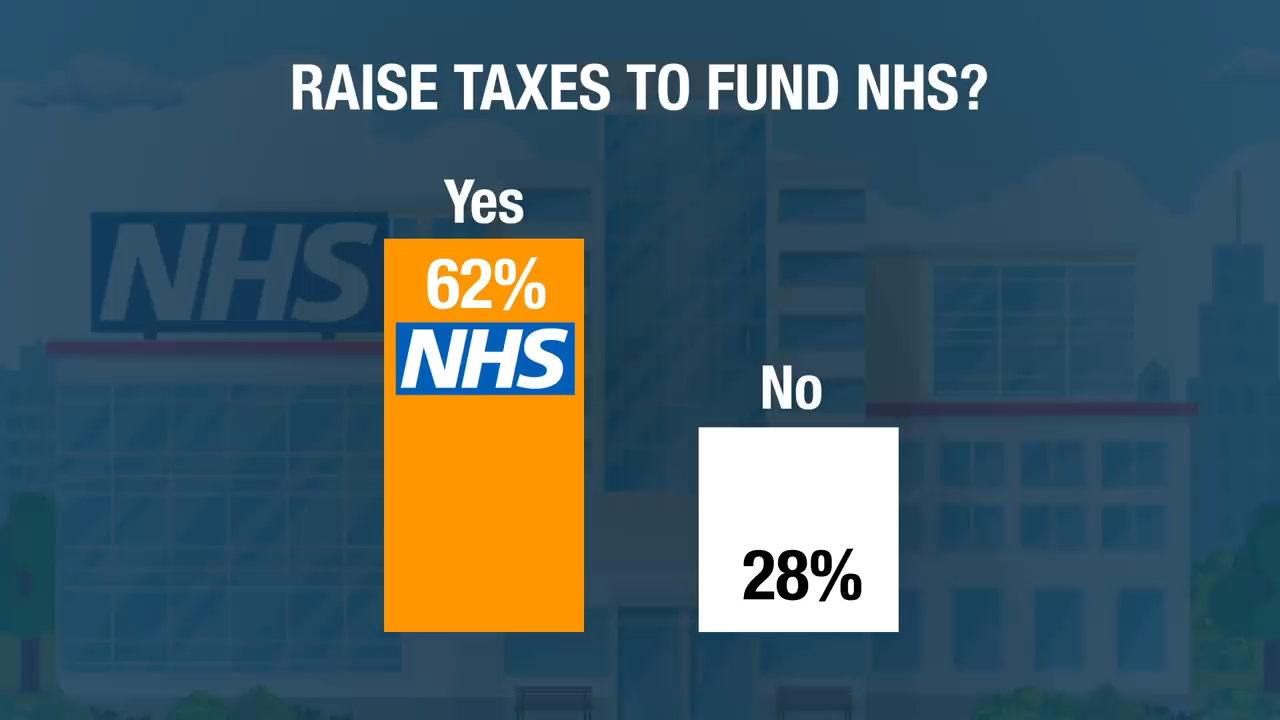 RAISE TAXES TO FUND NHS?
Yes
NHS
62%
NHS
No
28%